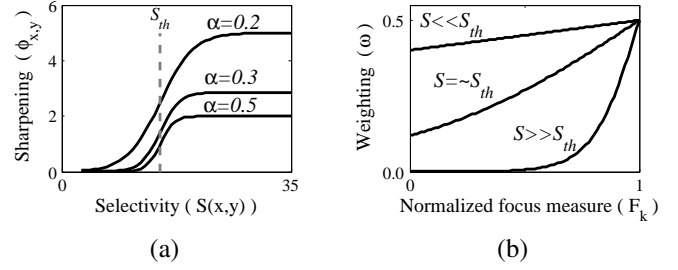 S_th
6
4
2
0
α=0.2
α=0.3
α=0.5
Sharpening ( ϕ_x,y )
0
35
Selectivity ( S(x,y) )
(a)
0.5
0.0
S<<S_th
S=~S_th
S>>S_th
Weighting (ω)
0
1
Normalized focus measure ( F_k )
(b)